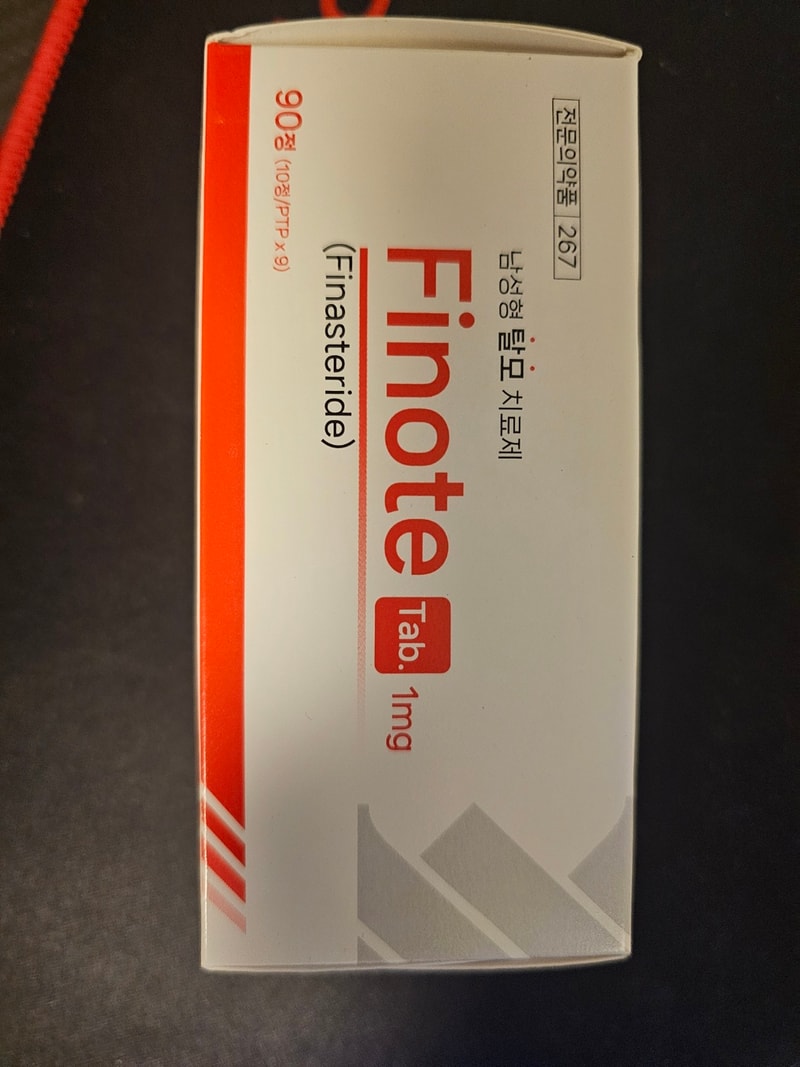 전문의약품 267
남성형 탈모 치료제
Finote Tab. 1mg
(Finasteride)
90정 (10정/PTP x 9)